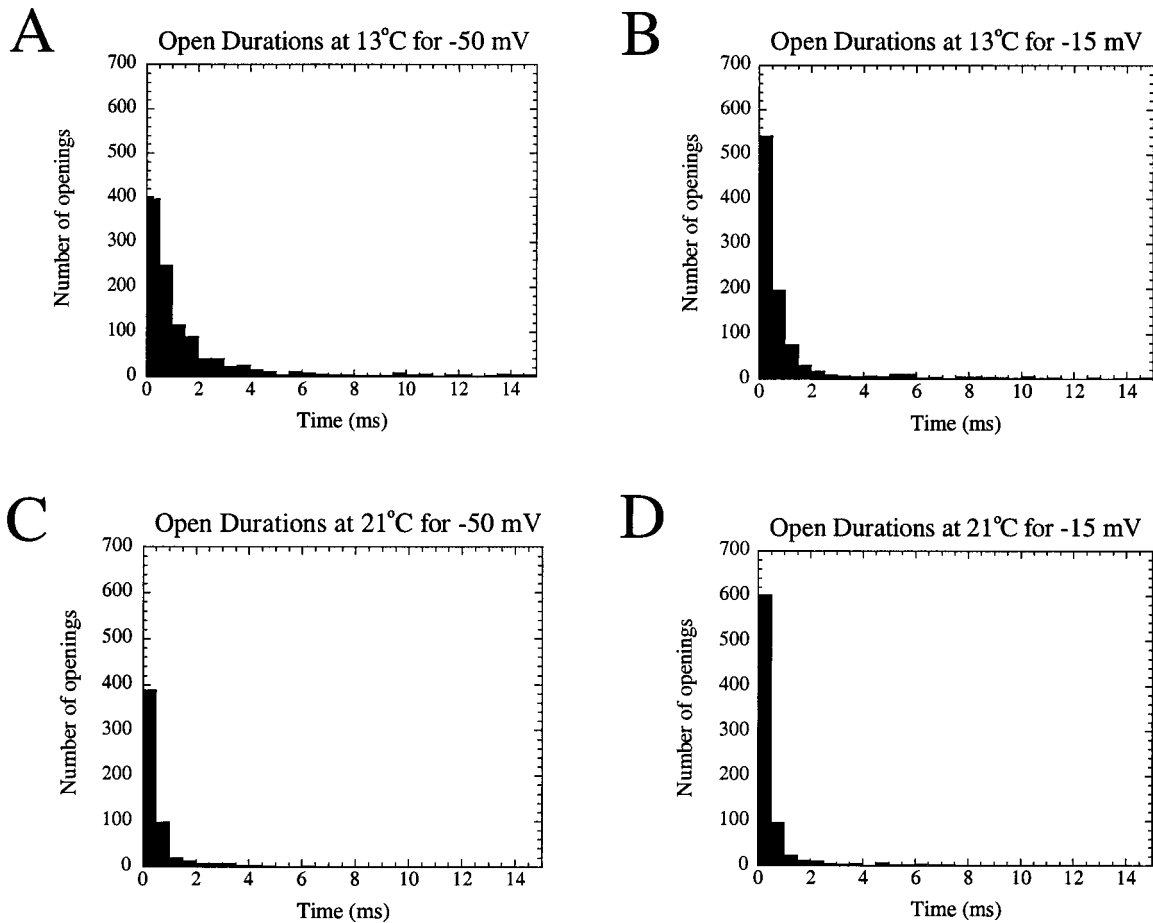 A
Open Durations at 13°C for -50 mV
700
600
500
400
300
200
100
0
Number of openings
0 2 4 6 8 10 12 14
Time (ms)
B
Open Durations at 13°C for -15 mV
700
600
500
400
300
200
100
0
Number of openings
0 2 4 6 8 10 12 14
Time (ms)
C
Open Durations at 21°C for -50 mV
700
600
500
400
300
200
100
0
Number of openings
0 2 4 6 8 10 12 14
Time (ms)
D
Open Durations at 21°C for -15 mV
700
600
500
400
300
200
100
0
Number of openings
0 2 4 6 8 10 12 14
Time (ms)